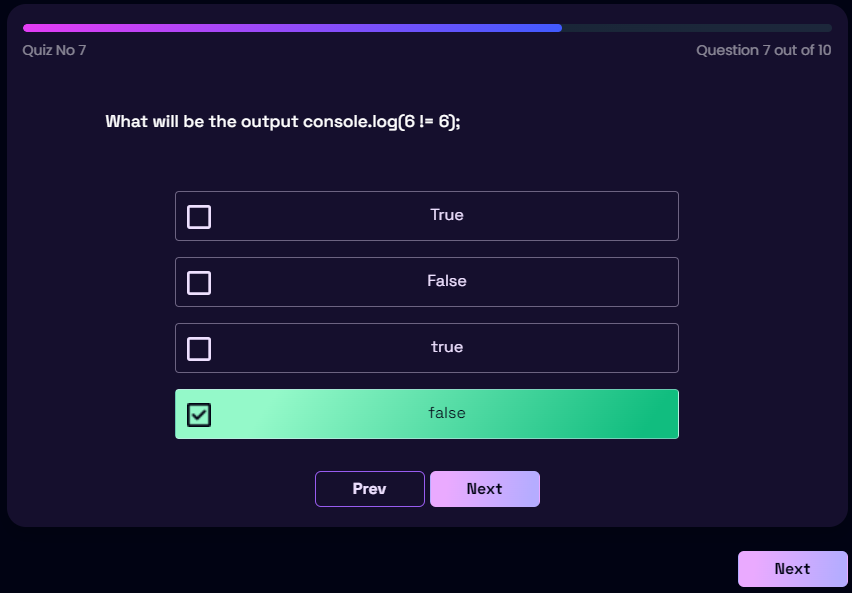 Quiz No 7
Question 7 out of 10
What will be the output console.log(6 != 6);
True
False
true
false
Prev
Next
Next